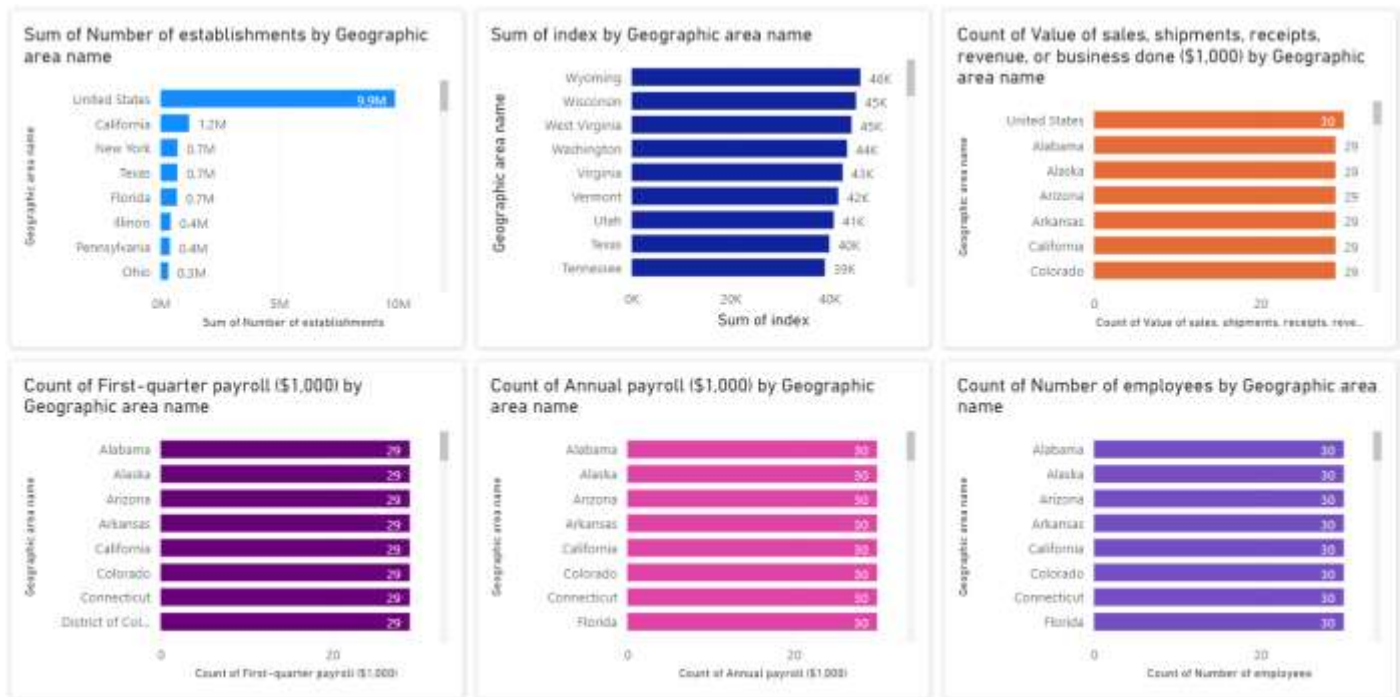 Sum of Number of establishments by Geographic
area name
Geographic area name
United States 9.9M
California 1.2M
New York 0.7M
Texas 0.7M
Florida 0.7M
Illinois 0.4M
Pennsylvania 0.4M
Ohio 0.3M
0M 5M 10M
Sum of Number of establishments
Sum of index by Geographic area name
Geographic area name
Wyoming 46K
Wisconsin 45K
West Virginia 45K
Washington 44K
Virginia 43K
Vermont 42K
Utah 41K
Texas 40K
Tennessee 39K
0K 20K 40K
Sum of index
Count of Value of sales, shipments, receipts,
revenue, or business done ($1,000) by Geographic
area name
Geographic area name
United States 30
Alabama 29
Alaska 29
Arizona 29
Arkansas 29
California 29
Colorado 29
0 20
Count of Value of sales, shipments, receipts, reve...
Count of First-quarter payroll ($1,000) by
Geographic area name
Geographic area name
Alabama 29
Alaska 29
Arizona 29
Arkansas 29
California 29
Colorado 29
Connecticut 29
District of Col... 29
0 20
Count of First-quarter payroll ($1,000)
Count of Annual payroll ($1,000) by Geographic
area name
Geographic area name
Alabama 30
Alaska 30
Arizona 30
Arkansas 30
California 30
Colorado 30
Connecticut 30
Florida 30
0 20
Count of Annual payroll ($1,000)
Count of Number of employees by Geographic area
name
Geographic area name
Alabama 30
Alaska 30
Arizona 30
Arkansas 30
California 30
Colorado 30
Connecticut 30
Florida 30
0 20
Count of Number of employees